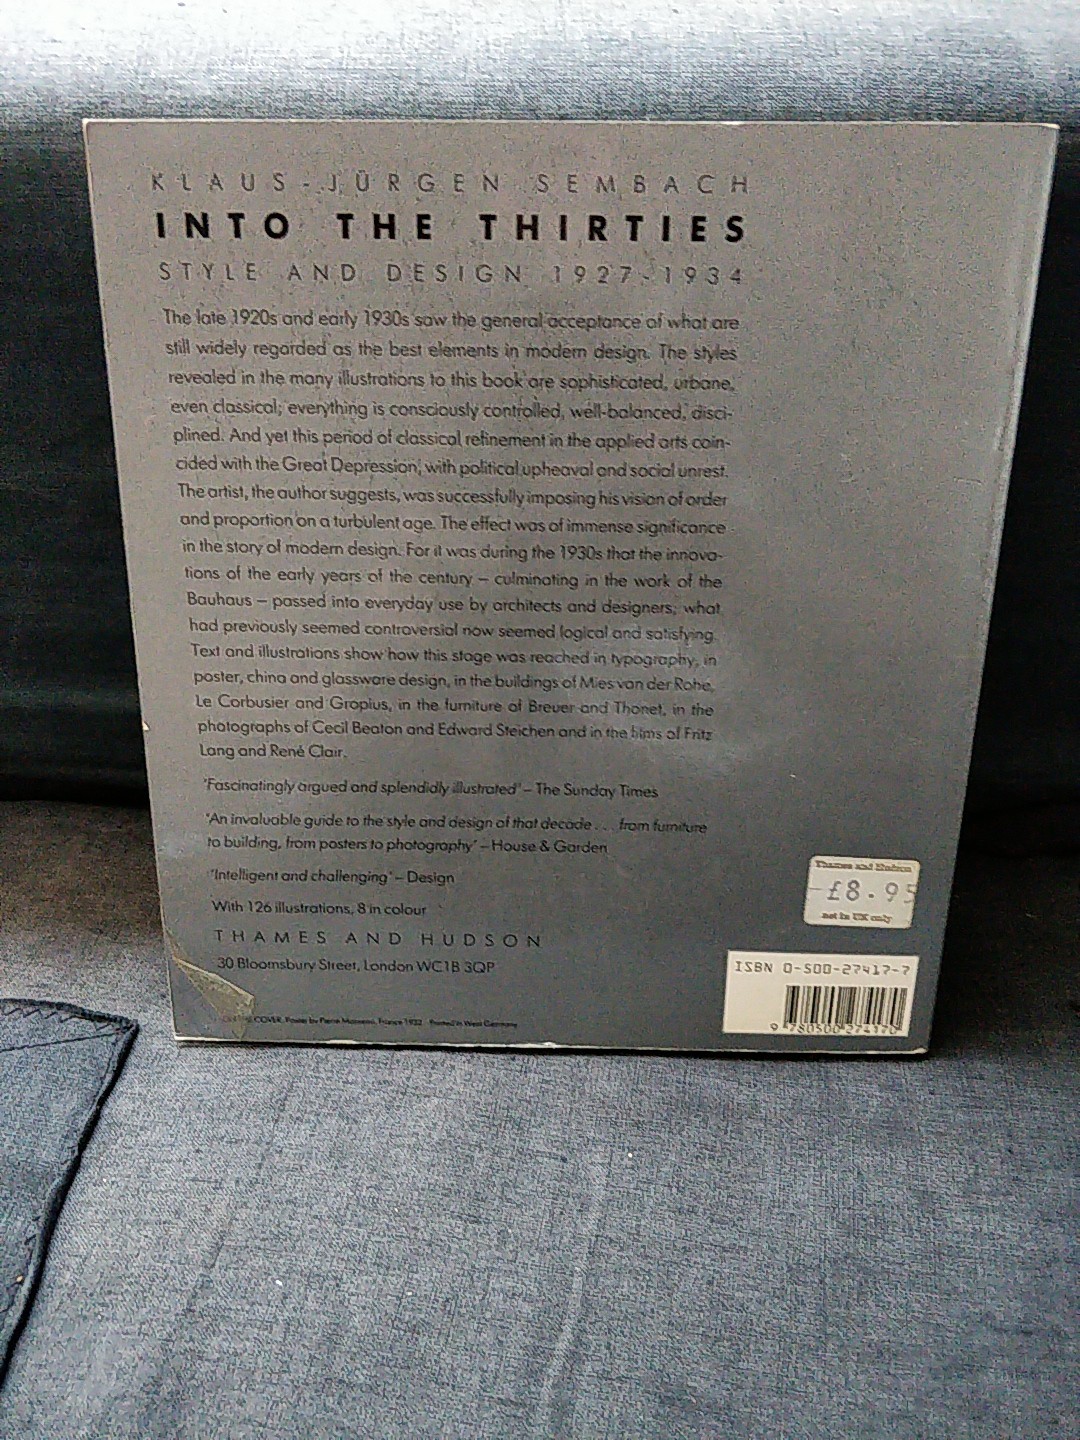 KLAUS-JÜRGEN SEMBACH
INTO THE THIRTIES
STYLE AND DESIGN 1927-1934
The late 1920s and early 1930s saw the general acceptance of what are
still widely regarded as the best elements in modern design. The styles
revealed in the many illustrations to this book are sophisticated, urbane,
even classical; everything is consciously controlled, well-balanced, disci-
plined. And yet this period of classical refinement in the applied arts coin-
cided with the Great Depression, with political upheaval and social unrest.
The artist, the author suggests, was successfully imposing his vision of order
and proportion on a turbulent age. The effect was of immense significance
in the story of modern design. For it was during the 1930s that the innova-
tions of the early years of the century – culminating in the work of the
Bauhaus – passed into everyday use by architects and designers; what
had previously seemed controversial now seemed logical and satisfying.
Text and illustrations show how this stage was reached in typography, in
poster, china and glassware design, in the buildings of Mies van der Rohe,
Le Corbusier and Gropius, in the furniture of Breuer and Thonet, in the
photographs of Cecil Beaton and Edward Steichen and in the films of Fritz
Lang and René Clair.
'Fascinatingly argued and splendidly illustrated' – The Sunday Times
'An invaluable guide to the style and design of that decade . . . from furniture
to building, from posters to photography' – House & Garden
'Intelligent and challenging' – Design
With 126 illustrations, 8 in colour
THAMES AND HUDSON
30 Bloomsbury Street, London WC1B 3QP
THE COVER: Poster by Pierre France 1932 Printed in West Germany
Thames and Hudson
£8.95
net in UK only
ISBN 0-500-27417-7
9 780500 274170